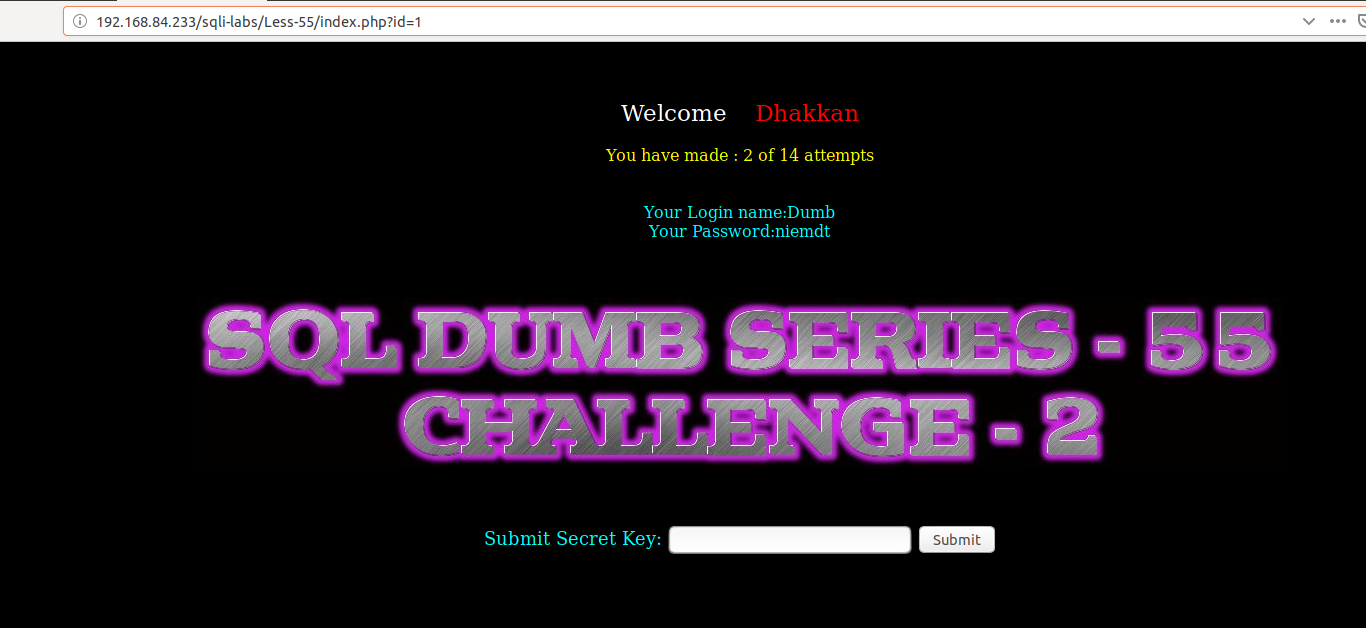 192.168.84.233/sqli-labs/Less-55/index.php?id=1
Welcome Dhakkan
You have made : 2 of 14 attempts
Your Login name:Dumb
Your Password:niemdt
SQL DUMB SERIES - 55
CHALLENGE - 2
Submit Secret Key: Submit